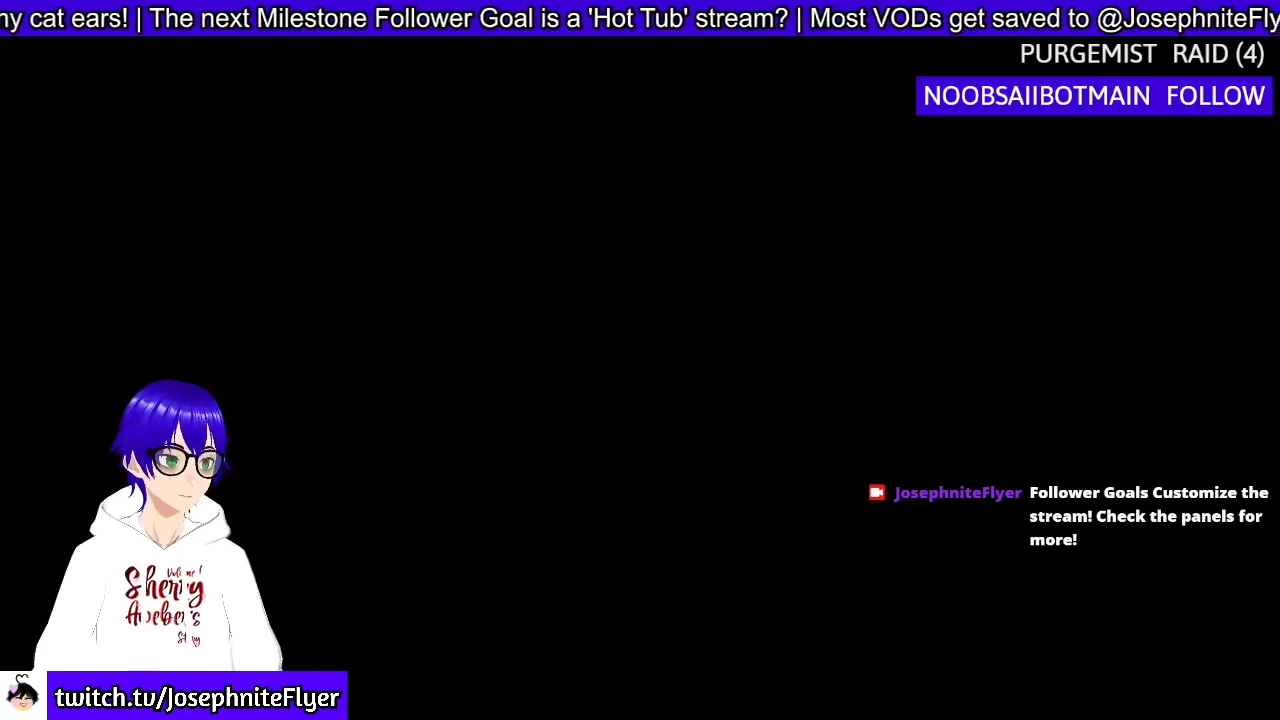 ny cat ears! | The next Milestone Follower Goal is a 'Hot Tub' stream? | Most VODs get saved to @JosephniteFly
PURGEMIST RAID (4)
NOOBSAIIBOTMAIN FOLLOW
JosephniteFlyer Follower Goals Customize the
stream! Check the panels for
more!
Sherry
twitch.tv/JosephniteFlyer